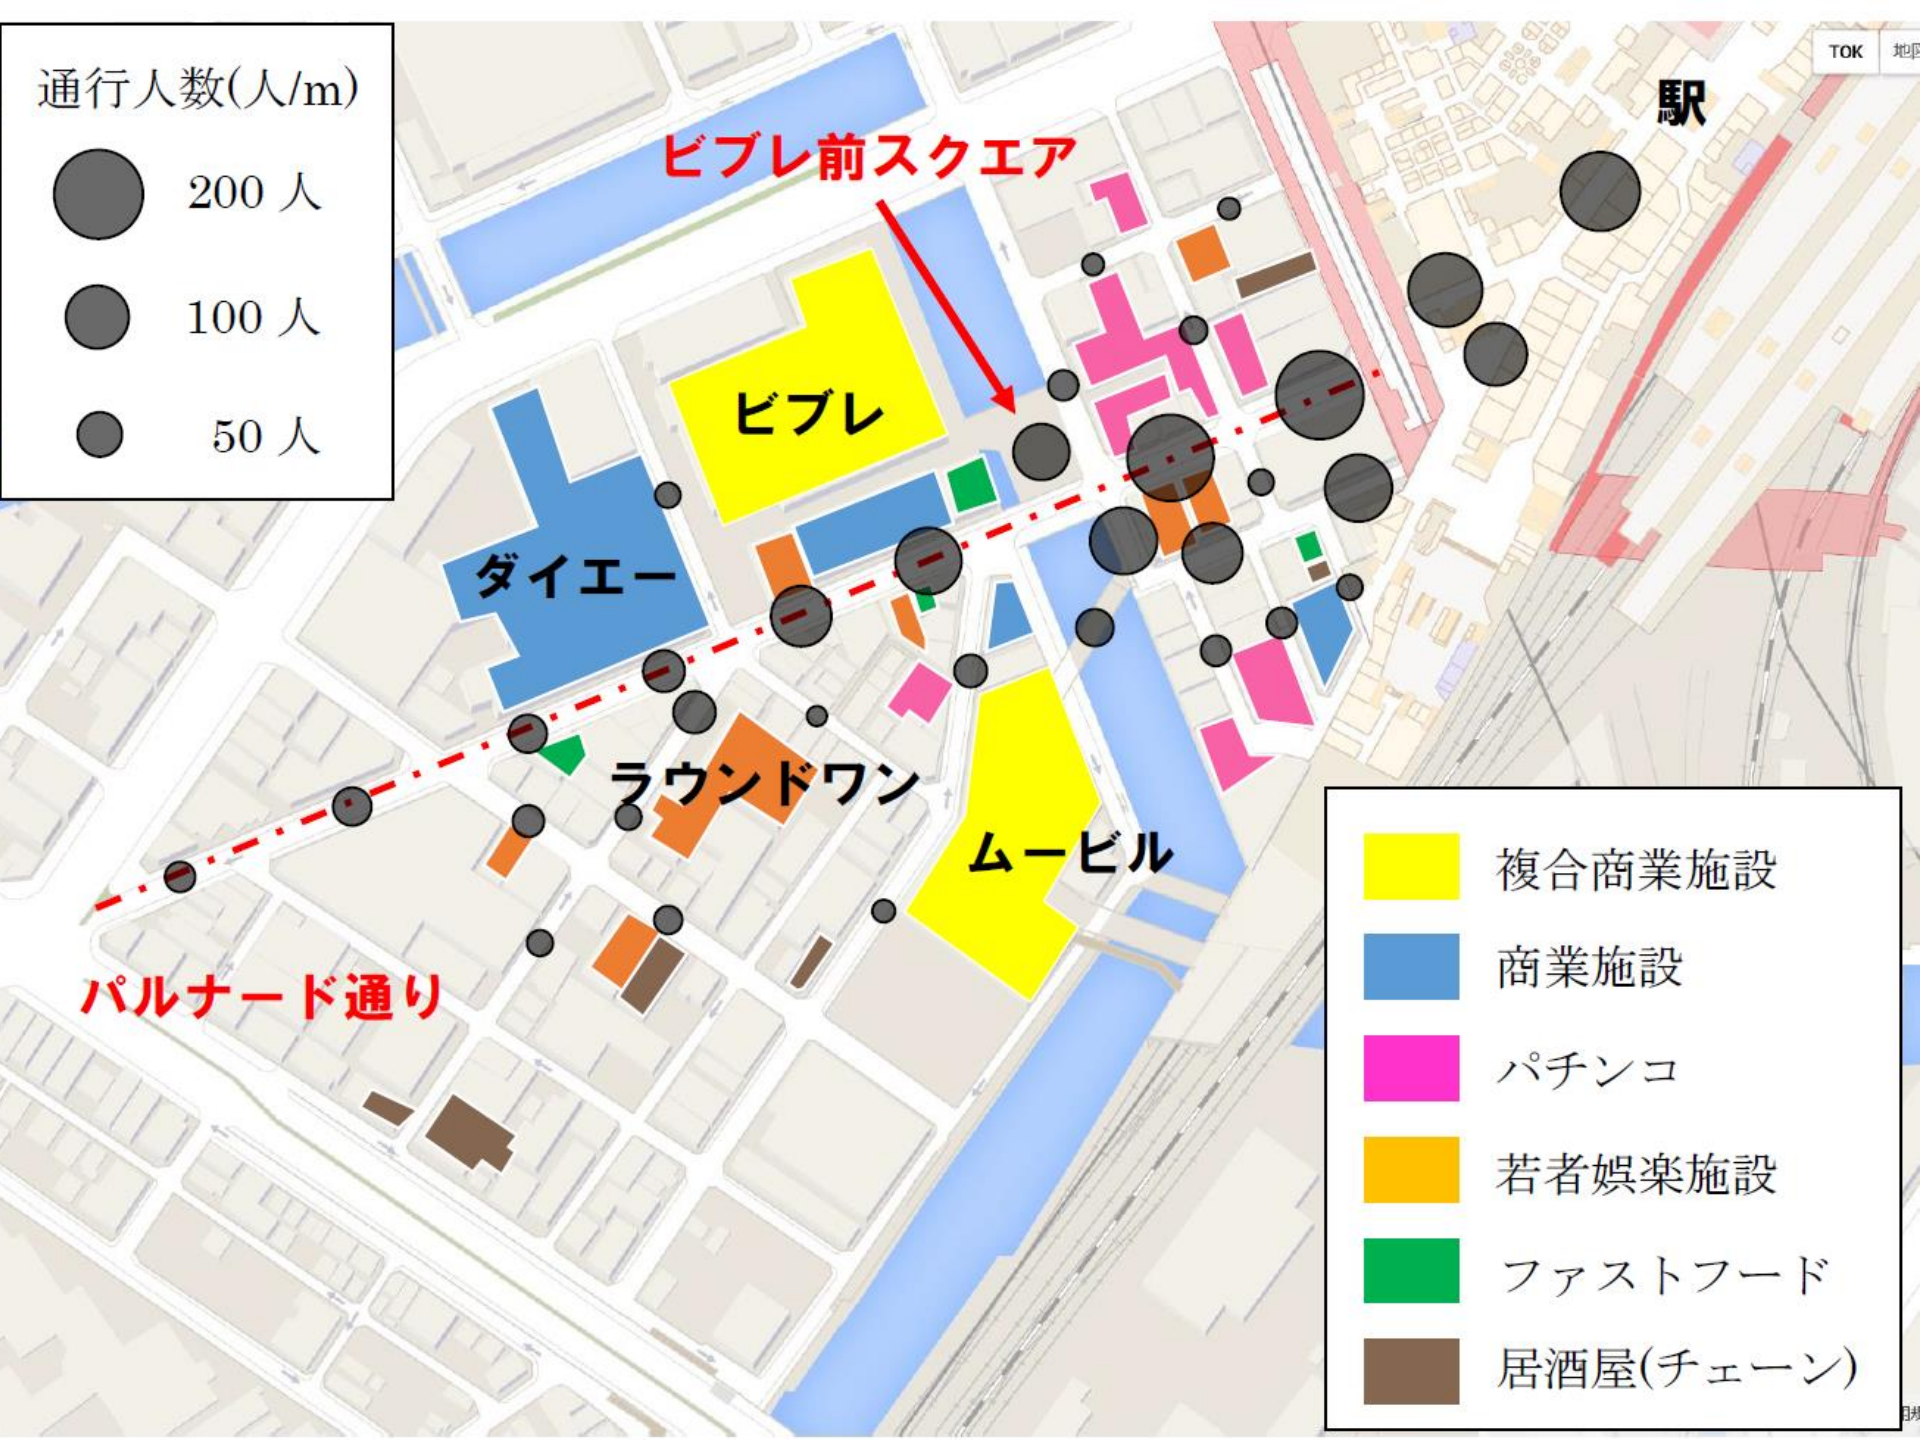 通行人数(人/m)
200 人
100 人
50 人
駅
TOK
ビブレ前スクエア
ビブレ
ダイエー
ラウンドワン
ムービル
パルナード通り
複合商業施設
商業施設
パチンコ
若者娯楽施設
ファストフード
居酒屋(チェーン)